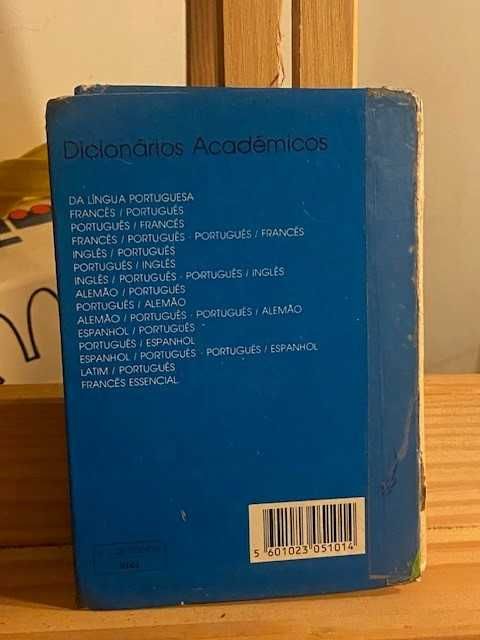 Dicionários Académicos
DA LÍNGUA PORTUGUESA
FRANCÊS / PORTUGUÊS
PORTUGUÊS / FRANCÊS
FRANCÊS / PORTUGUÊS · PORTUGUÊS / FRANCÊS
INGLÊS / PORTUGUÊS
PORTUGUÊS / INGLÊS
INGLÊS / PORTUGUÊS · PORTUGUÊS / INGLÊS
ALEMÃO / PORTUGUÊS
PORTUGUÊS / ALEMÃO
ALEMÃO / PORTUGUÊS · PORTUGUÊS / ALEMÃO
ESPANHOL / PORTUGUÊS
PORTUGUÊS / ESPANHOL
ESPANHOL / PORTUGUÊS · PORTUGUÊS / ESPANHOL
LATIM / PORTUGUÊS
FRANCÊS ESSENCIAL
5 601023 051014